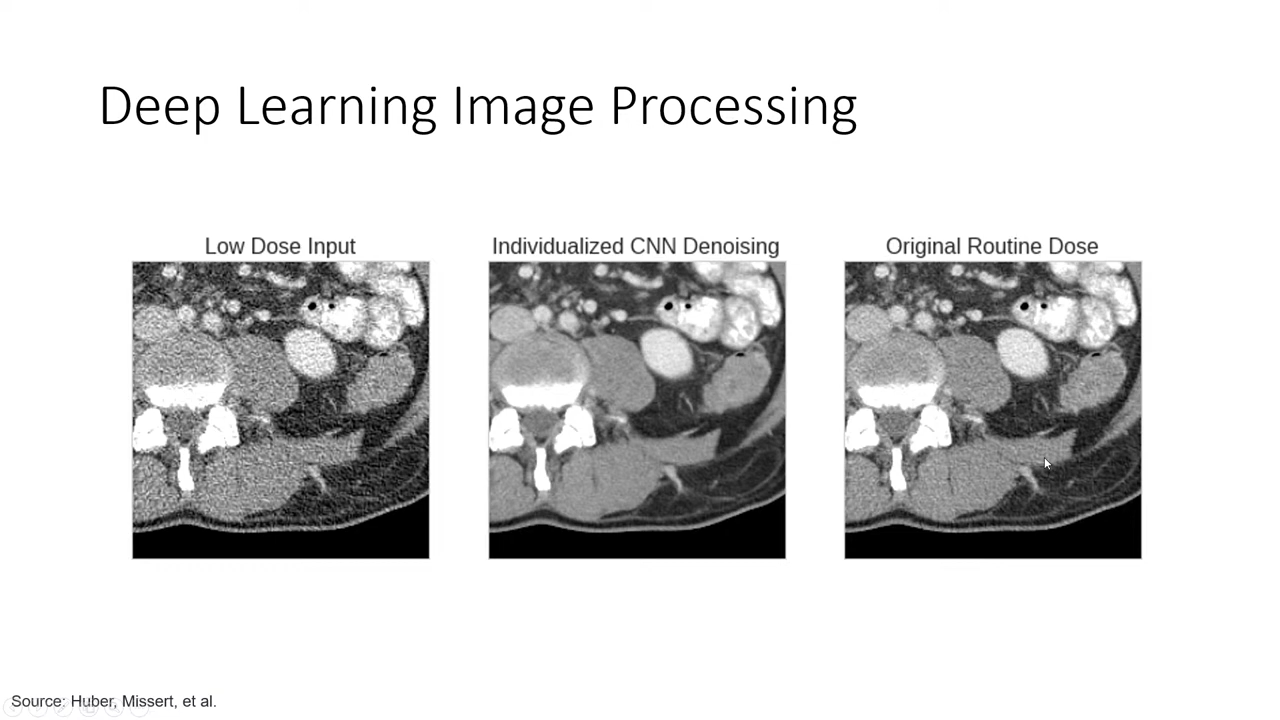 Deep Learning Image Processing
Low Dose Input
Individualized CNN Denoising
Original Routine Dose
Source: Huber, Missert, et al.